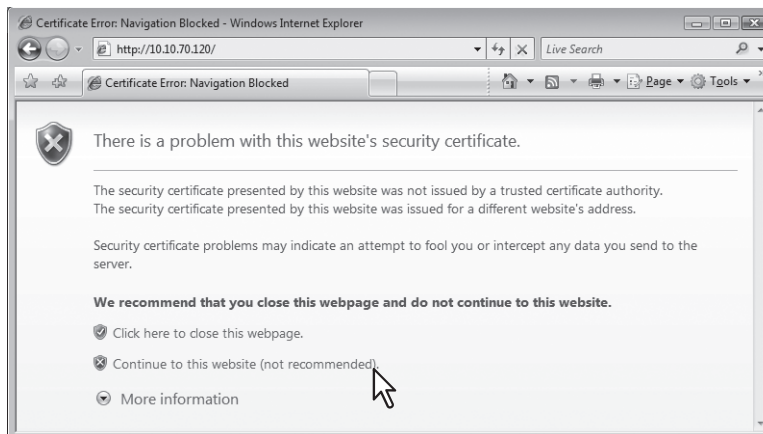 Certificate Error: Navigation Blocked - Windows Internet Explorer
http://10.10.70.120/
Live Search
Certificate Error: Navigation Blocked
Page
Tools
There is a problem with this website's security certificate.
The security certificate presented by this website was not issued by a trusted certificate authority.
The security certificate presented by this website was issued for a different website's address.
Security certificate problems may indicate an attempt to fool you or intercept any data you send to the
server.
We recommend that you close this webpage and do not continue to this website.
Click here to close this webpage.
Continue to this website (not recommended).
More information